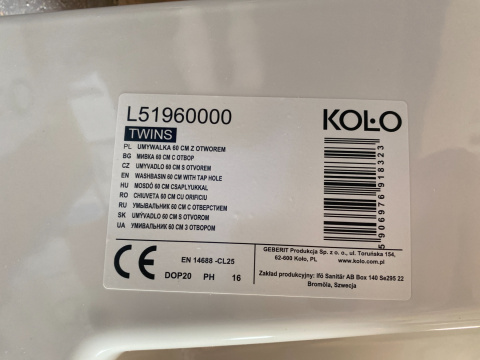 L51960000
TWINS
KOŁO
PL UMYWALKA 60 CM Z OTWOREM
BG МИВКА 60 СМ С ОТВОР
CZ UMYVADLO 60 CM S OTVOREM
EN WASHBASIN 60 CM WITH TAP HOLE
HU MOSDÓ 60 CM CSAPLYUKKAL
RO CHIUVETA 60 CM CU ORIFICIU
RU УМЫВАЛЬНИК 60 СМ С ОТВЕРСТИЕМ
SK UMÝVADLO 60 CM S OTVOROM
UA УМИВАЛЬНИК 60 СМ З ОТВОРОМ
5 906976 918323
CE
EN 14688 -CL25
DOP20 PH 16
GEBERIT Produkcja Sp. z o. o., ul. Toruńska 154,
62-600 Koło, PL www.kolo.com.pl
Zakład produkcyjny: Ifö Sanitär AB Box 140 Se295 22
Bromölla, Szwecja